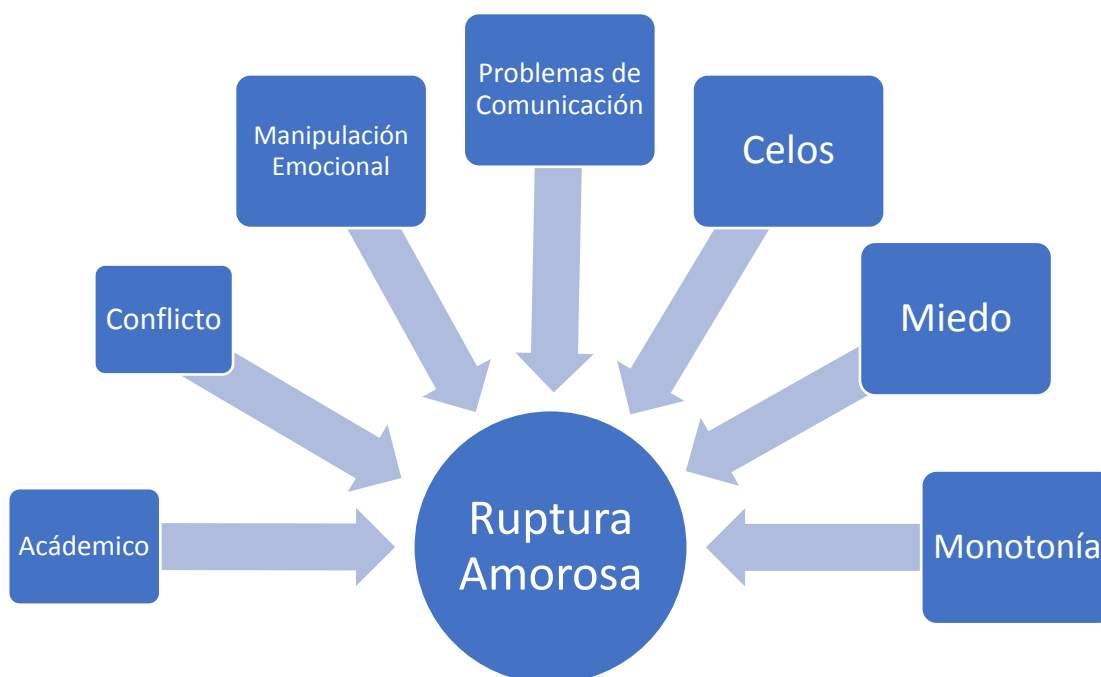 Problemas de
Comunicación
Manipulación
Emocional
Celos
Conflicto
Miedo
Acádemico
Ruptura
Amorosa
Monotonía